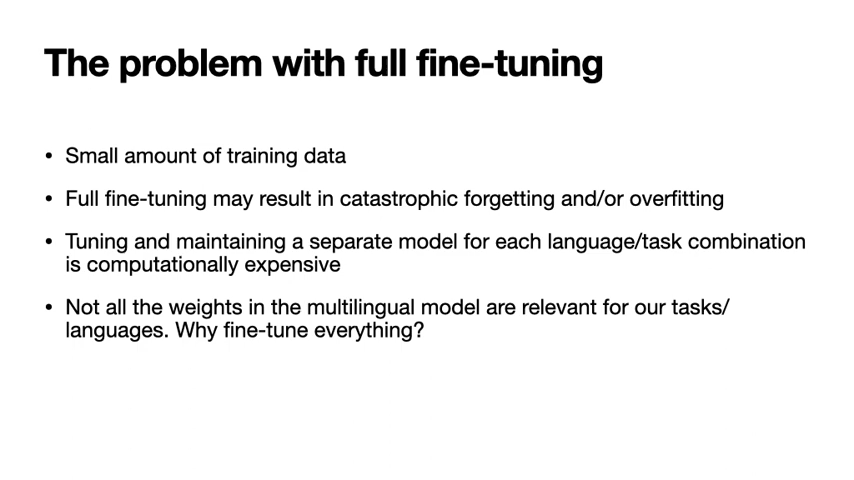 The problem with full fine-tuning
• Small amount of training data
• Full fine-tuning may result in catastrophic forgetting and/or overfitting
• Tuning and maintaining a separate model for each language/task combination
is computationally expensive
• Not all the weights in the multilingual model are relevant for our tasks/
languages. Why fine-tune everything?